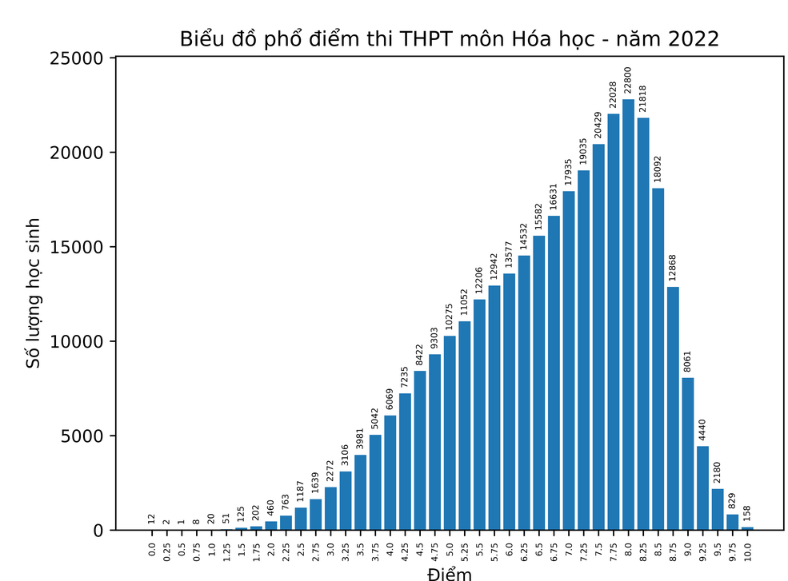 Biểu đồ phổ điểm thi THPT môn Hóa học - năm 2022
Số lượng học sinh
25000
20000
15000
10000
5000
0
12 2 1 8 20 51 125 202 460 763 1187 1639 2272 3106 3981 5042 6069 7235 8422 9303 10275 11052 12206 12942 13577 14532 15582 16631 17935 19035 20429 22028 22800 21818 18092 12868 8061 4440 2180 829 158
0.0 0.25 0.5 0.75 1.0 1.25 1.5 1.75 2.0 2.25 2.5 2.75 3.0 3.25 3.5 3.75 4.0 4.25 4.5 4.75 5.0 5.25 5.5 5.75 6.0 6.25 6.5 6.75 7.0 7.25 7.5 7.75 8.0 8.25 8.5 8.75 9.0 9.25 9.5 9.75 10.0
Điểm